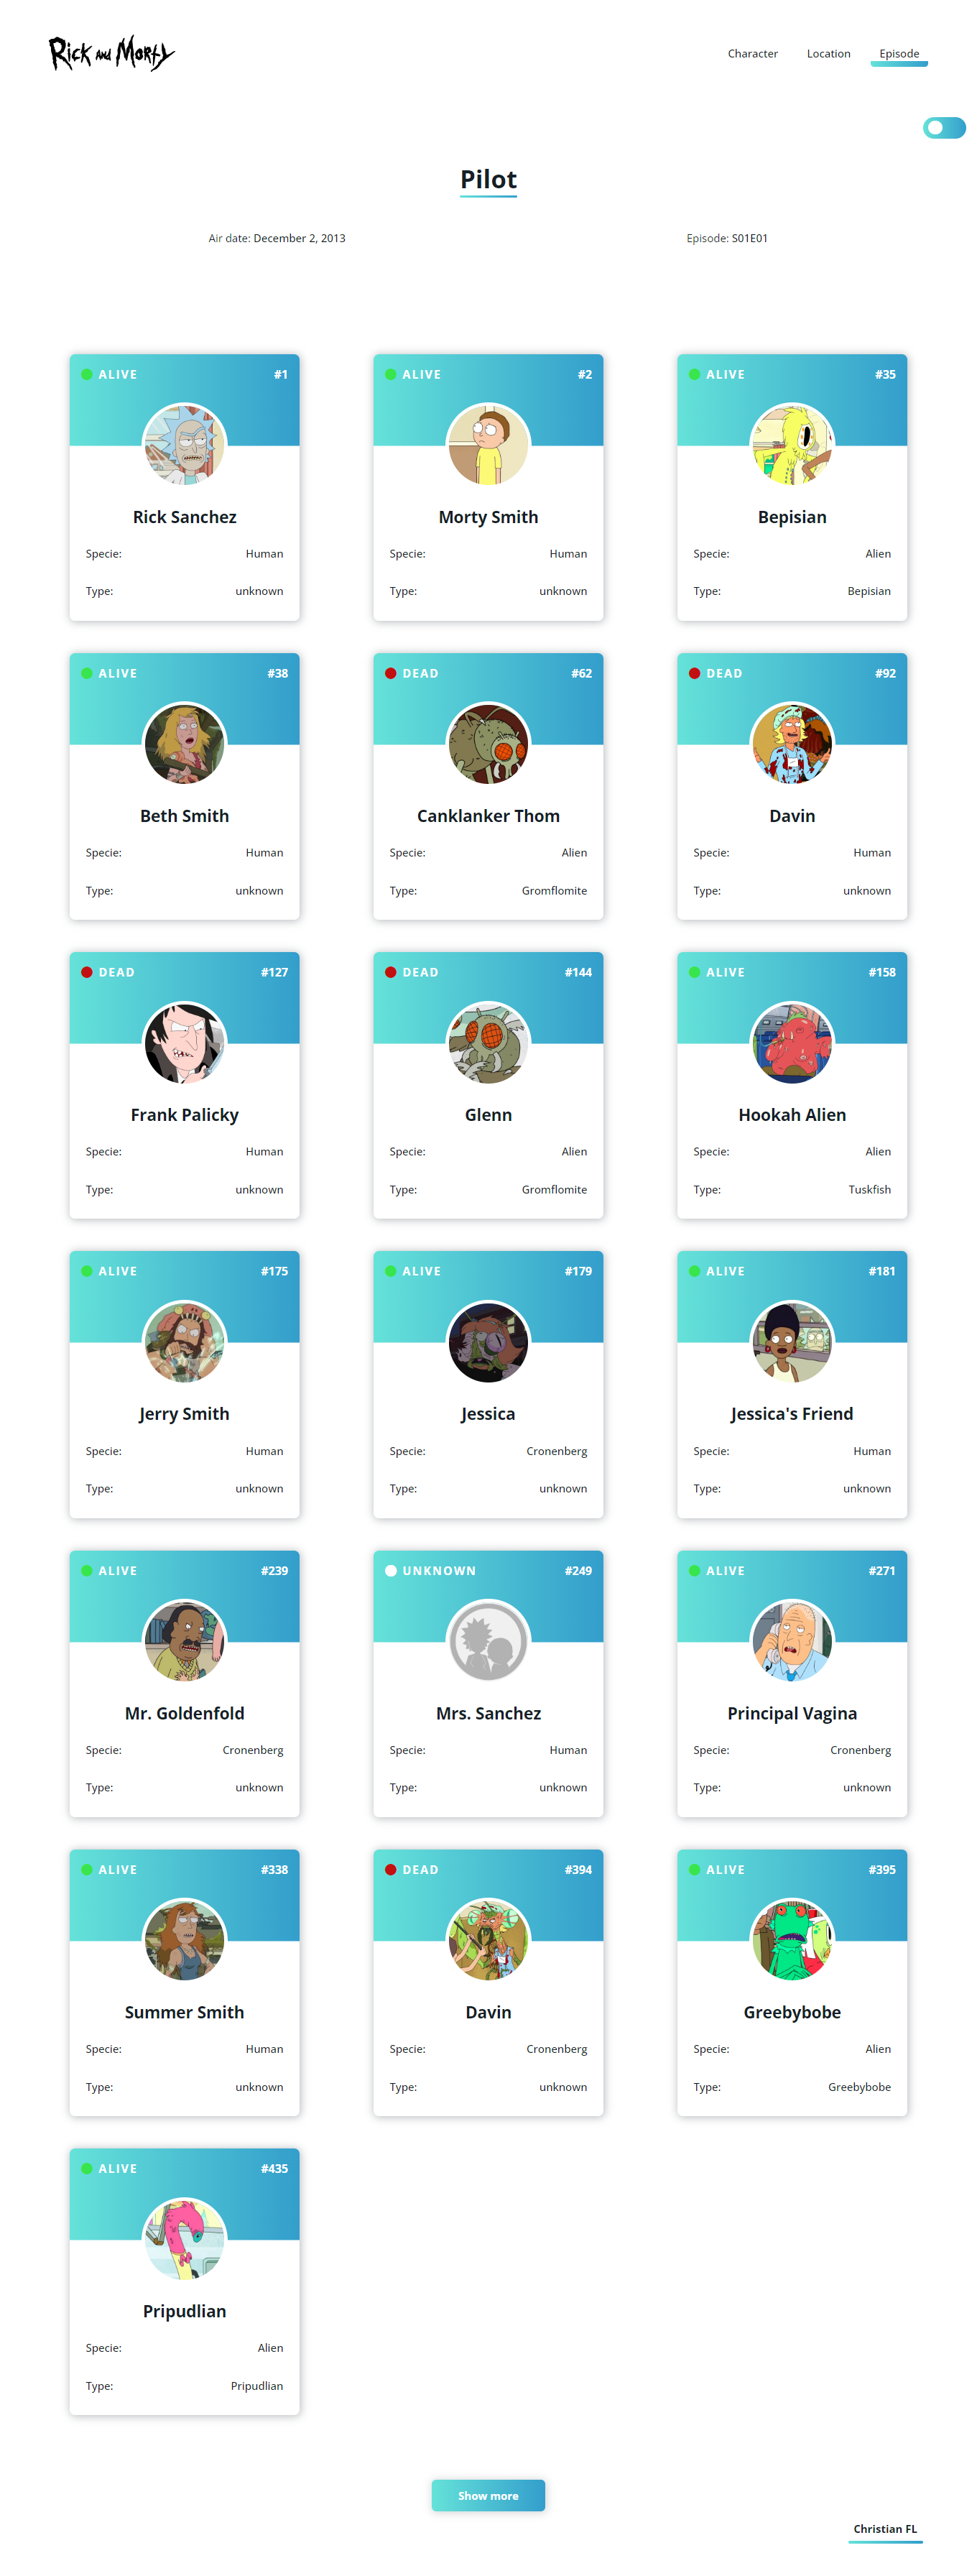 Rick and Morty
Character Location Episode
Pilot
Air date: December 2, 2013 Episode: S01E01
ALIVE #1
Rick Sanchez
Specie: Human
Type: unknown
ALIVE #2
Morty Smith
Specie: Human
Type: unknown
ALIVE #35
Bepisian
Specie: Alien
Type: Bepisian
ALIVE #38
Beth Smith
Specie: Human
Type: unknown
DEAD #62
Canklanker Thom
Specie: Alien
Type: Gromflomite
DEAD #92
Davin
Specie: Human
Type: unknown
DEAD #127
Frank Palicky
Specie: Human
Type: unknown
DEAD #144
Glenn
Specie: Alien
Type: Gromflomite
ALIVE #158
Hookah Alien
Specie: Alien
Type: Tuskfish
ALIVE #175
Jerry Smith
Specie: Human
Type: unknown
ALIVE #179
Jessica
Specie: Cronenberg
Type: unknown
ALIVE #181
Jessica's Friend
Specie: Human
Type: unknown
ALIVE #239
Mr. Goldenfold
Specie: Cronenberg
Type: unknown
UNKNOWN #249
Mrs. Sanchez
Specie: Human
Type: unknown
ALIVE #271
Principal Vagina
Specie: Cronenberg
Type: unknown
ALIVE #338
Summer Smith
Specie: Human
Type: unknown
DEAD #394
Davin
Specie: Cronenberg
Type: unknown
ALIVE #395
Greebybobe
Specie: Alien
Type: Greebybobe
ALIVE #435
Pripudlian
Specie: Alien
Type: Pripudlian
Show more
Christian FL